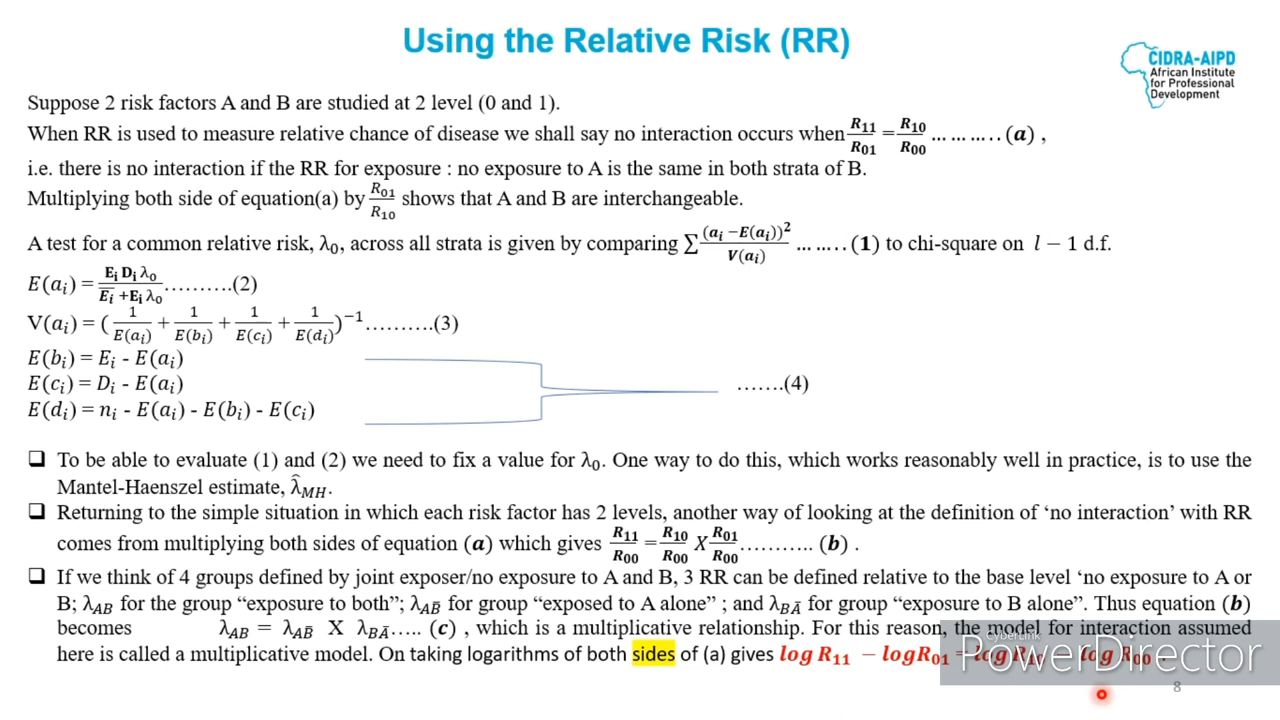 Using the Relative Risk (RR)
CIDRA-AIPD
African Institute
for Professional
Development
Suppose 2 risk factors A and B are studied at 2 level (0 and 1).
When RR is used to measure relative chance of disease we shall say no interaction occurs when R₁₁/R₀₁ = R₁₀/R₀₀ ... ... ... .. (a) ,
i.e. there is no interaction if the RR for exposure : no exposure to A is the same in both strata of B.
Multiplying both side of equation(a) by R₀₁/R₁₀ shows that A and B are interchangeable.
A test for a common relative risk, λ₀, across all strata is given by comparing Σ (aᵢ −E(aᵢ))²/V(aᵢ) ... ... .. (1) to chi-square on l − 1 d.f.
E(aᵢ) = Eᵢ Dᵢ λ₀/(E̅ᵢ +Eᵢ λ₀) ..........(2)
V(aᵢ) = ( 1/E(aᵢ) + 1/E(bᵢ) + 1/E(cᵢ) + 1/E(dᵢ) )⁻¹ ..........(3)
E(bᵢ) = Eᵢ - E(aᵢ)
E(cᵢ) = Dᵢ - E(aᵢ) .......(4)
E(dᵢ) = nᵢ - E(aᵢ) - E(bᵢ) - E(cᵢ)
❑ To be able to evaluate (1) and (2) we need to fix a value for λ₀. One way to do this, which works reasonably well in practice, is to use the
Mantel-Haenszel estimate, λ̂_MH.
❑ Returning to the simple situation in which each risk factor has 2 levels, another way of looking at the definition of ‘no interaction’ with RR
comes from multiplying both sides of equation (a) which gives R₁₁/R₀₀ = R₁₀/R₀₀ X R₀₁/R₀₀ ........... (b) .
❑ If we think of 4 groups defined by joint exposer/no exposure to A and B, 3 RR can be defined relative to the base level ‘no exposure to A or
B; λ_AB for the group “exposure to both”; λ_AB̅ for group “exposed to A alone” ; and λ_BA̅ for group “exposure to B alone”. Thus equation (b)
becomes λ_AB = λ_AB̅ X λ_BA̅ ..... (c) , which is a multiplicative relationship. For this reason, the model for interaction assumed
here is called a multiplicative model. On taking logarithms of both sides of (a) gives log R₁₁ − logR₀₁ = log R₁₀ − log R₀₀ .
CyberLink
PowerDirector
8